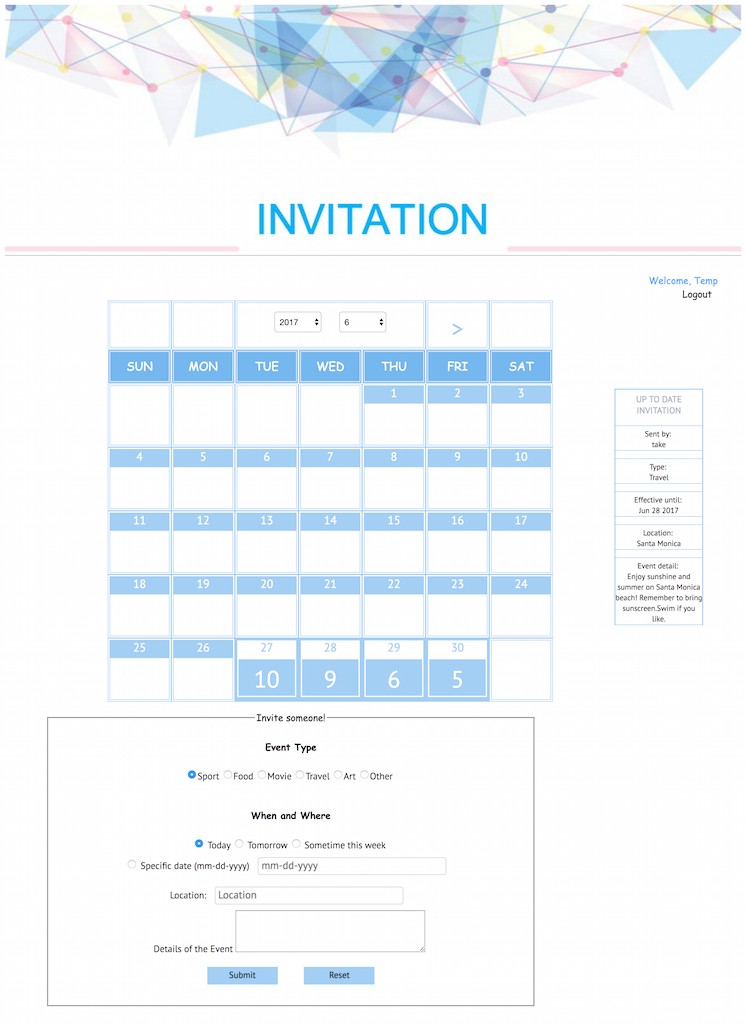 INVITATION
Welcome, Temp
Logout
2017 6 >
SUN MON TUE WED THU FRI SAT
1 2 3
4 5 6 7 8 9 10
11 12 13 14 15 16 17
18 19 20 21 22 23 24
25 26 27 28 29 30
10 9 6 5
UP TO DATE
INVITATION
Sent by:
take
Type:
Travel
Effective until:
Jun 28 2017
Location:
Santa Monica
Event detail:
Enjoy sunshine and
summer on Santa Monica
beach! Remember to bring
sunscreen.Swim if you
like.
Invite someone!
Event Type
Sport Food Movie Travel Art Other
When and Where
Today Tomorrow Sometime this week
Specific date (mm-dd-yyyy) mm-dd-yyyy
Location: Location
Details of the Event
Submit Reset